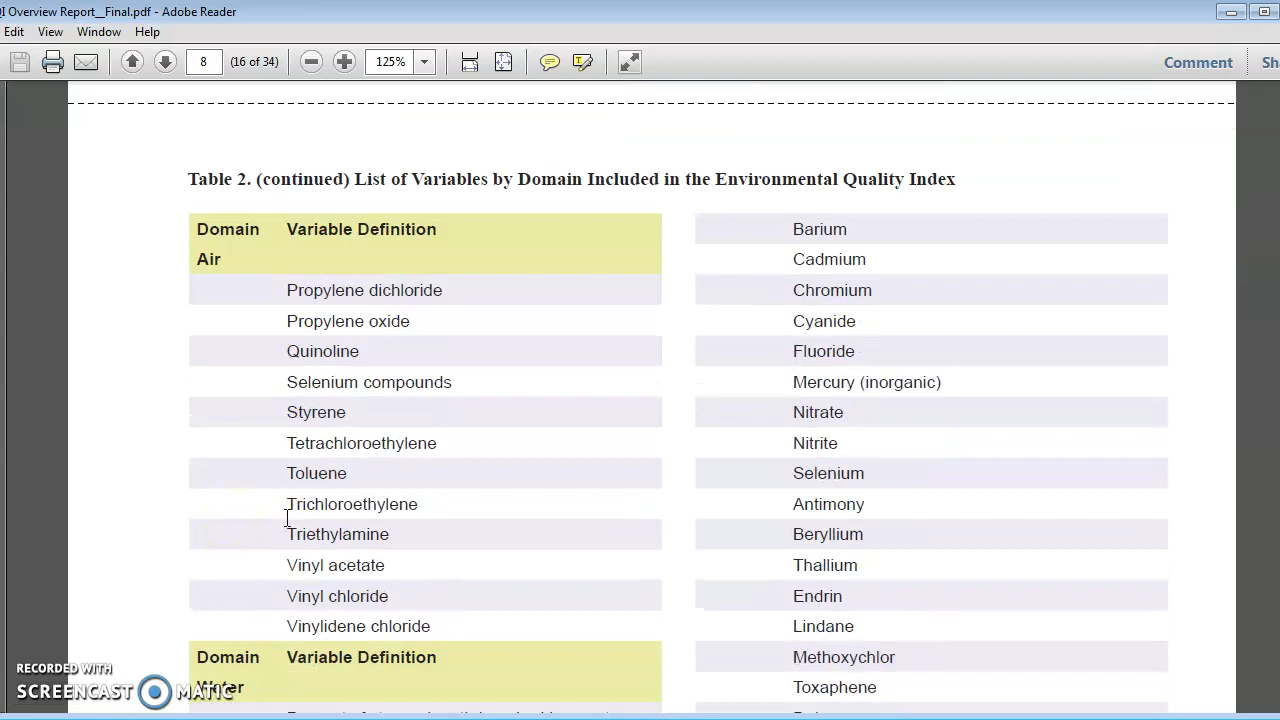 QI Overview Report__Final.pdf - Adobe Reader
Edit View Window Help
8 (16 of 34) 125% Comment
Table 2. (continued) List of Variables by Domain Included in the Environmental Quality Index
Domain Variable Definition
Air
Propylene dichloride
Propylene oxide
Quinoline
Selenium compounds
Styrene
Tetrachloroethylene
Toluene
Trichloroethylene
Triethylamine
Vinyl acetate
Vinyl chloride
Vinylidene chloride
Domain Variable Definition
Water
Barium
Cadmium
Chromium
Cyanide
Fluoride
Mercury (inorganic)
Nitrate
Nitrite
Selenium
Antimony
Beryllium
Thallium
Endrin
Lindane
Methoxychlor
Toxaphene
RECORDED WITH
SCREENCAST MATIC